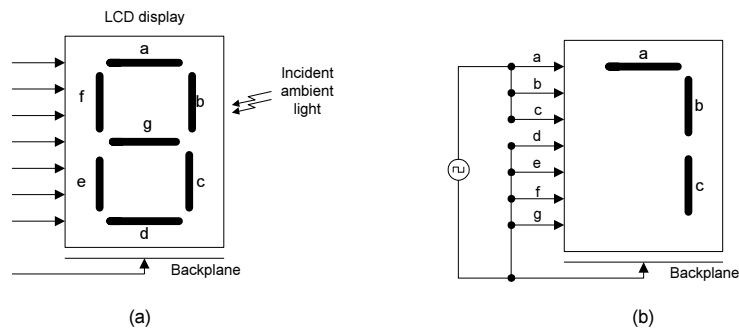 LCD display
a
f
b
g
e
c
d
Incident
ambient
light
Backplane
(a)
a
b
c
d
e
f
g
a
b
c
Backplane
(b)